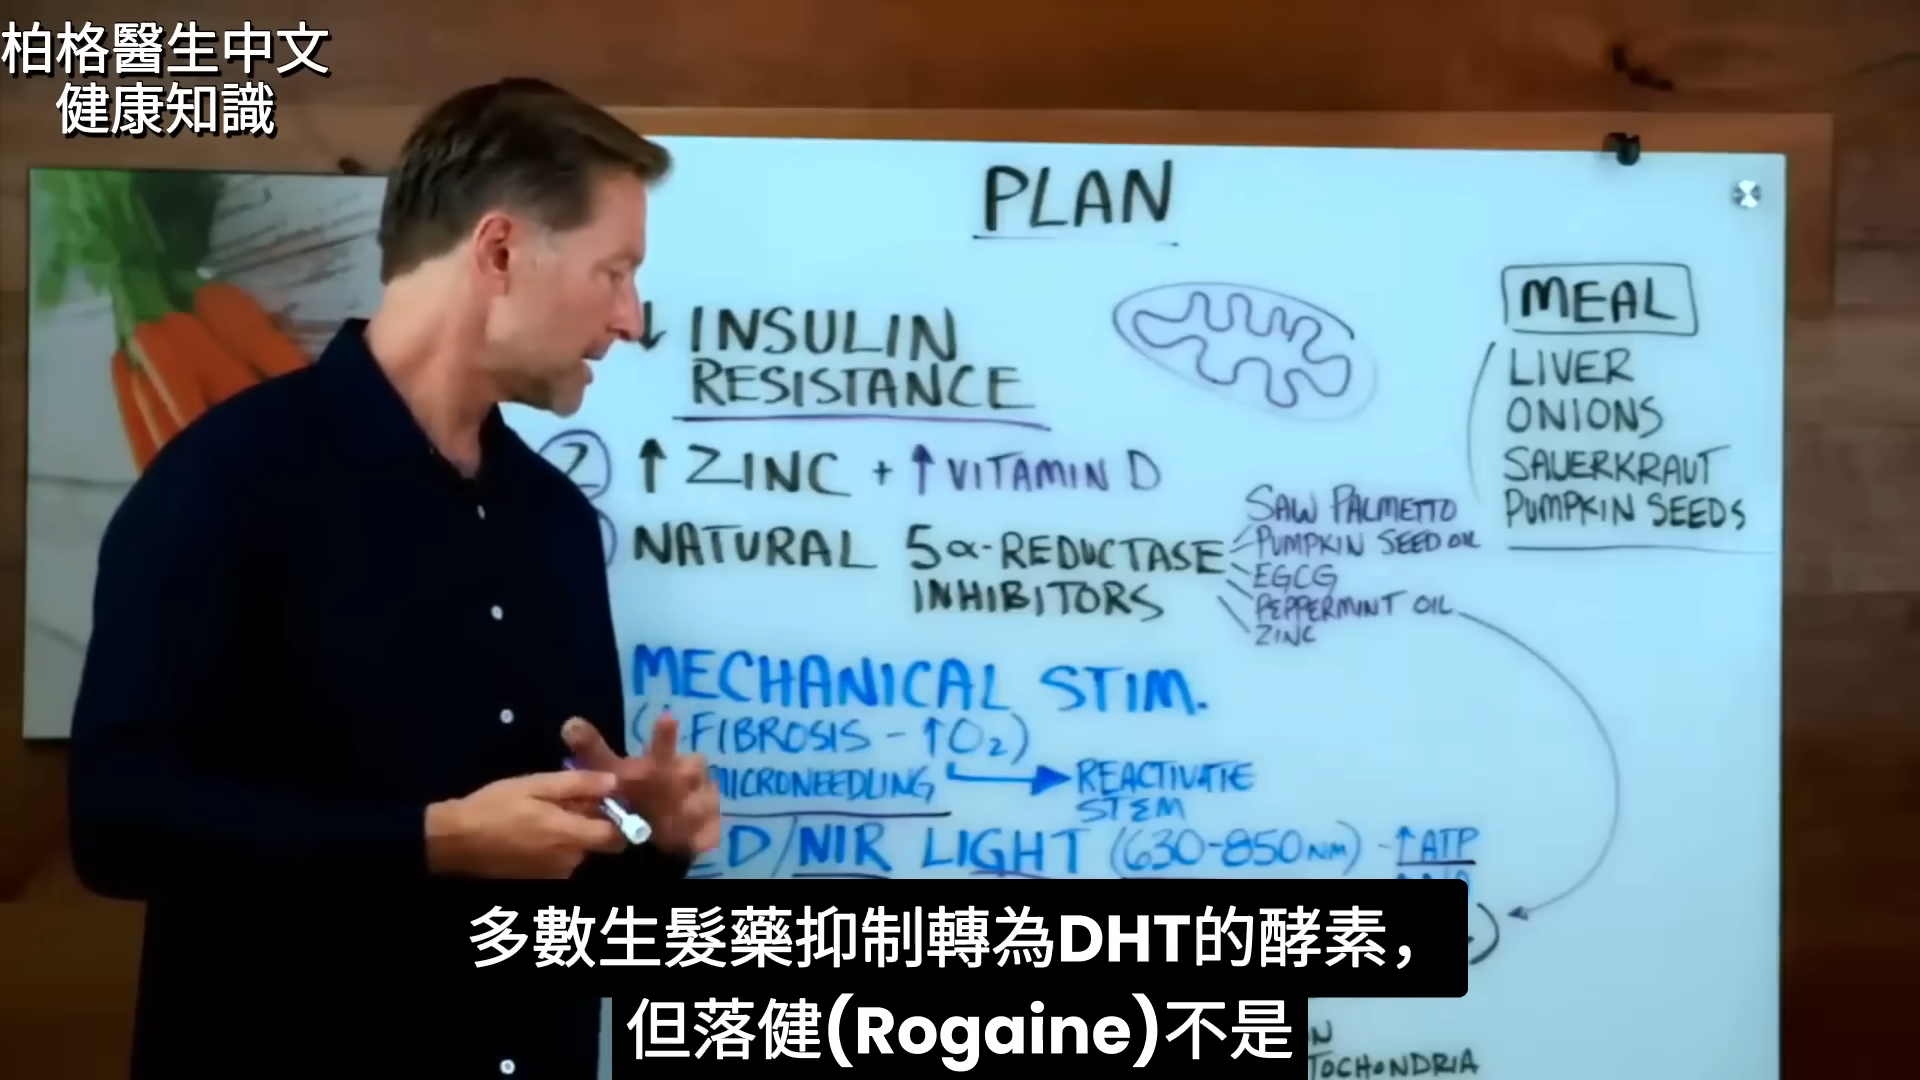 柏格醫生中文
健康知識
PLAN
↓ INSULIN
RESISTANCE
2 ↑ ZINC + ↑ VITAMIN D
NATURAL 5α-REDUCTASE
INHIBITORS
SAW PALMETTO
PUMPKIN SEED OIL
EGCG
PEPPERMINT OIL
ZINC
MEAL
LIVER
ONIONS
SAUERKRAUT
PUMPKIN SEEDS
MECHANICAL STIM.
(↓FIBROSIS - ↑O₂)
MICRONEEDLING → REACTIVATE
STEM
NIR LIGHT (630-850NM) - ↑ATP
多數生髮藥抑制轉為DHT的酵素,
但落健(Rogaine)不是